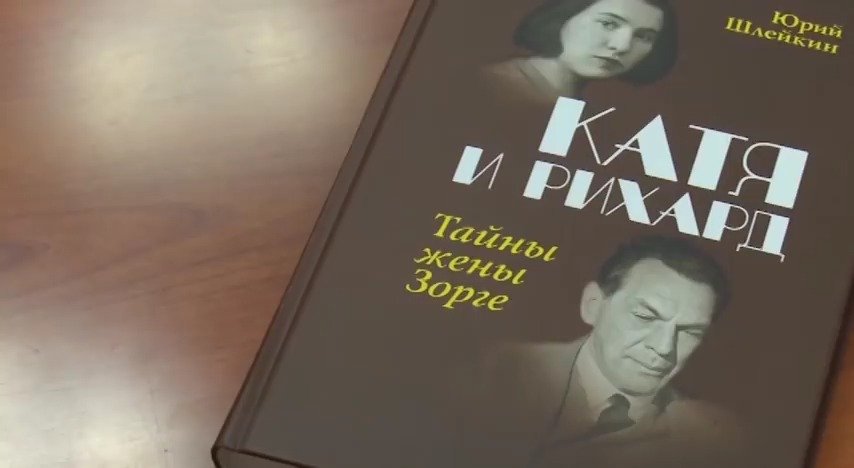 Юрий
Шлейкин
КАТЯ
И РИХАРД
Тайны
жены
Зорге